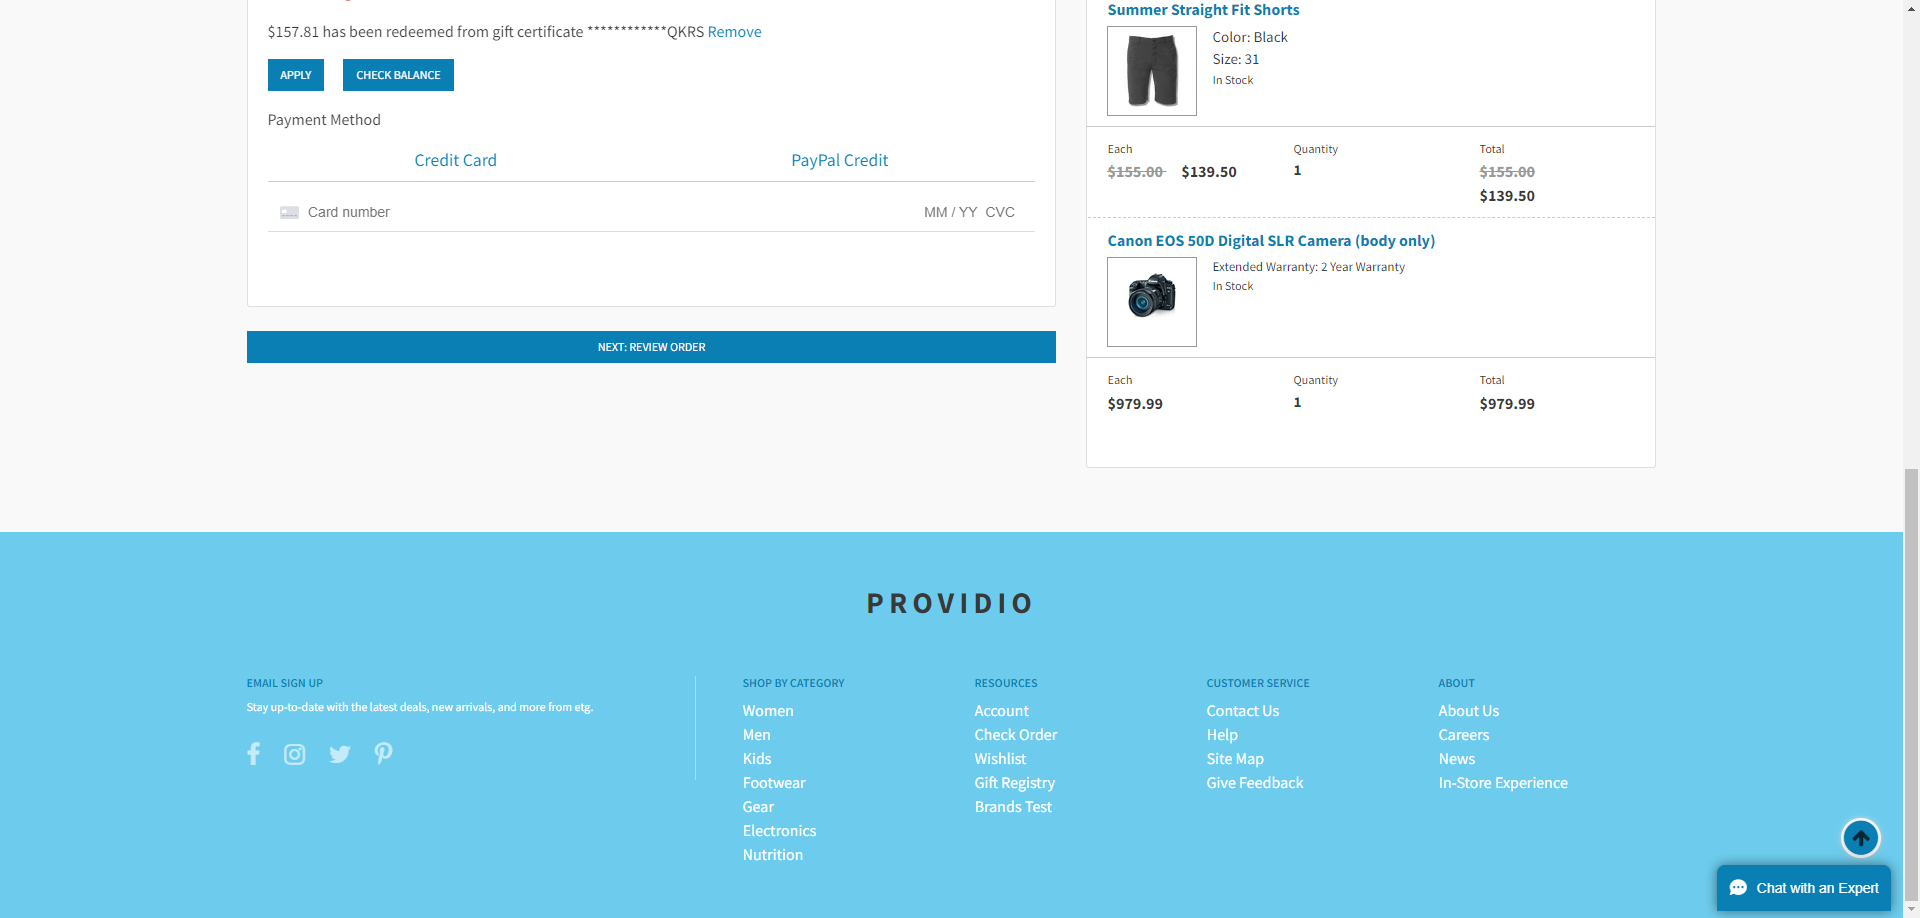 $157.81 has been redeemed from gift certificate ************QKRS Remove
APPLY
CHECK BALANCE
Payment Method
Credit Card
PayPal Credit
Card number
MM / YY CVC
NEXT: REVIEW ORDER
Summer Straight Fit Shorts
Color: Black
Size: 31
In Stock
Each
Quantity
Total
$155.00 $139.50
1
$155.00
$139.50
Canon EOS 50D Digital SLR Camera (body only)
Extended Warranty: 2 Year Warranty
In Stock
Each
Quantity
Total
$979.99
1
$979.99
PROVIDIO
EMAIL SIGN UP
Stay up-to-date with the latest deals, new arrivals, and more from etg.
SHOP BY CATEGORY
Women
Men
Kids
Footwear
Gear
Electronics
Nutrition
RESOURCES
Account
Check Order
Wishlist
Gift Registry
Brands Test
CUSTOMER SERVICE
Contact Us
Help
Site Map
Give Feedback
ABOUT
About Us
Careers
News
In-Store Experience
Chat with an Expert